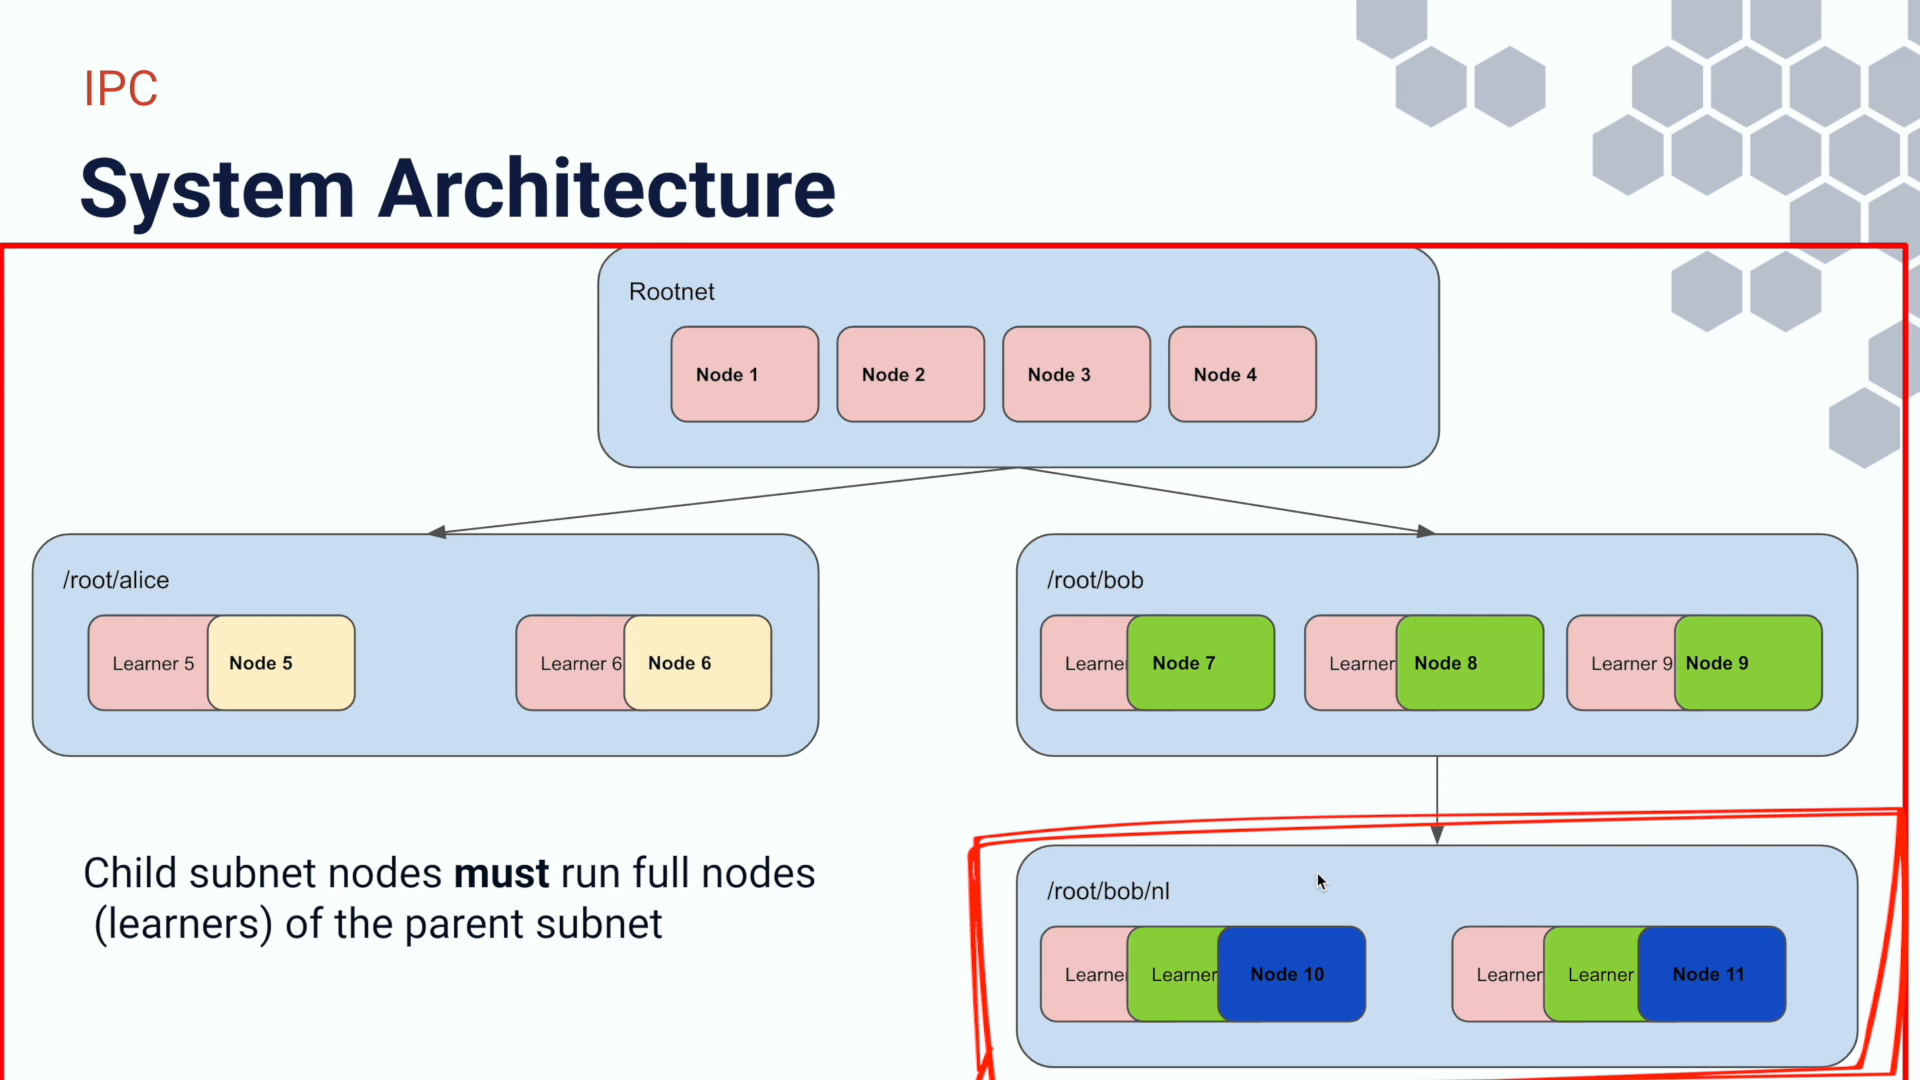 IPC
System Architecture
Rootnet
Node 1
Node 2
Node 3
Node 4
/root/alice
Learner 5
Node 5
Learner 6
Node 6
/root/bob
Node 7
Learner
Node 8
Learner 9
Node 9
Child subnet nodes must run full nodes
(learners) of the parent subnet
/root/bob/nl
Learner
Node 10
Learner
Learner
Node 11